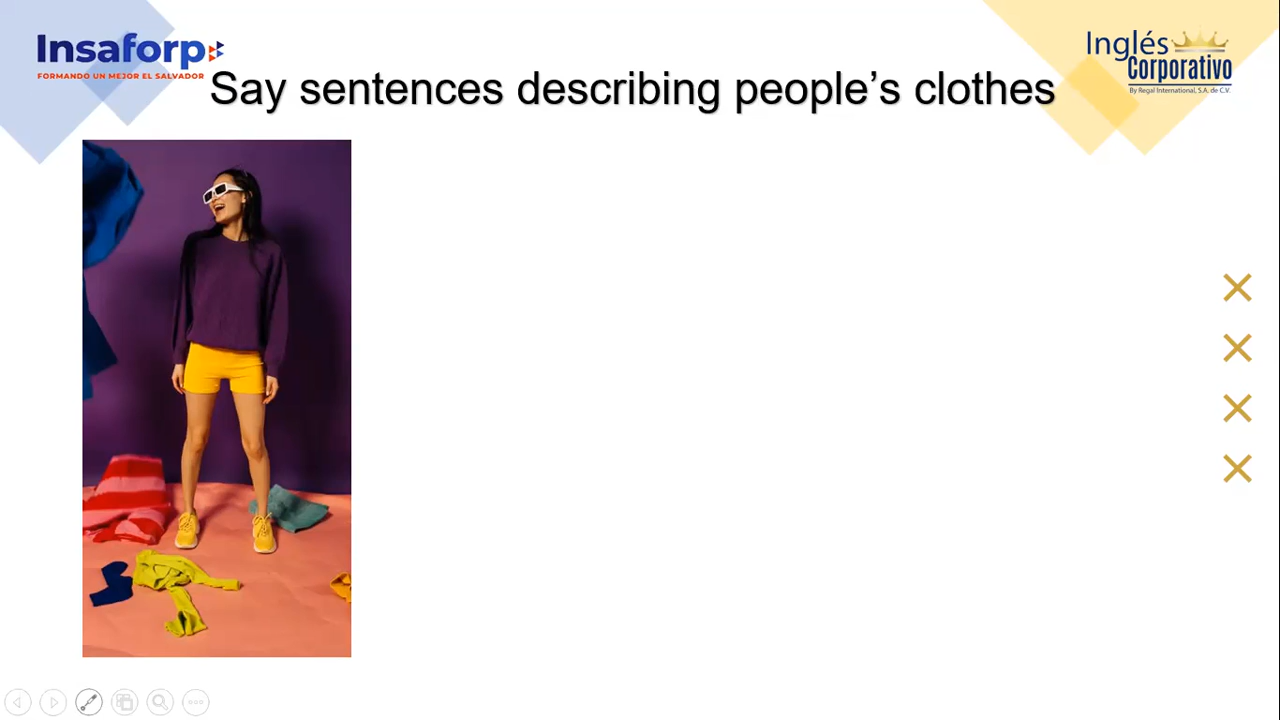 Insaforp
FORMANDO UN MEJOR EL SALVADOR
Inglés
Corporativo
By Regal International, S.A. de C.V.
Say sentences describing people’s clothes